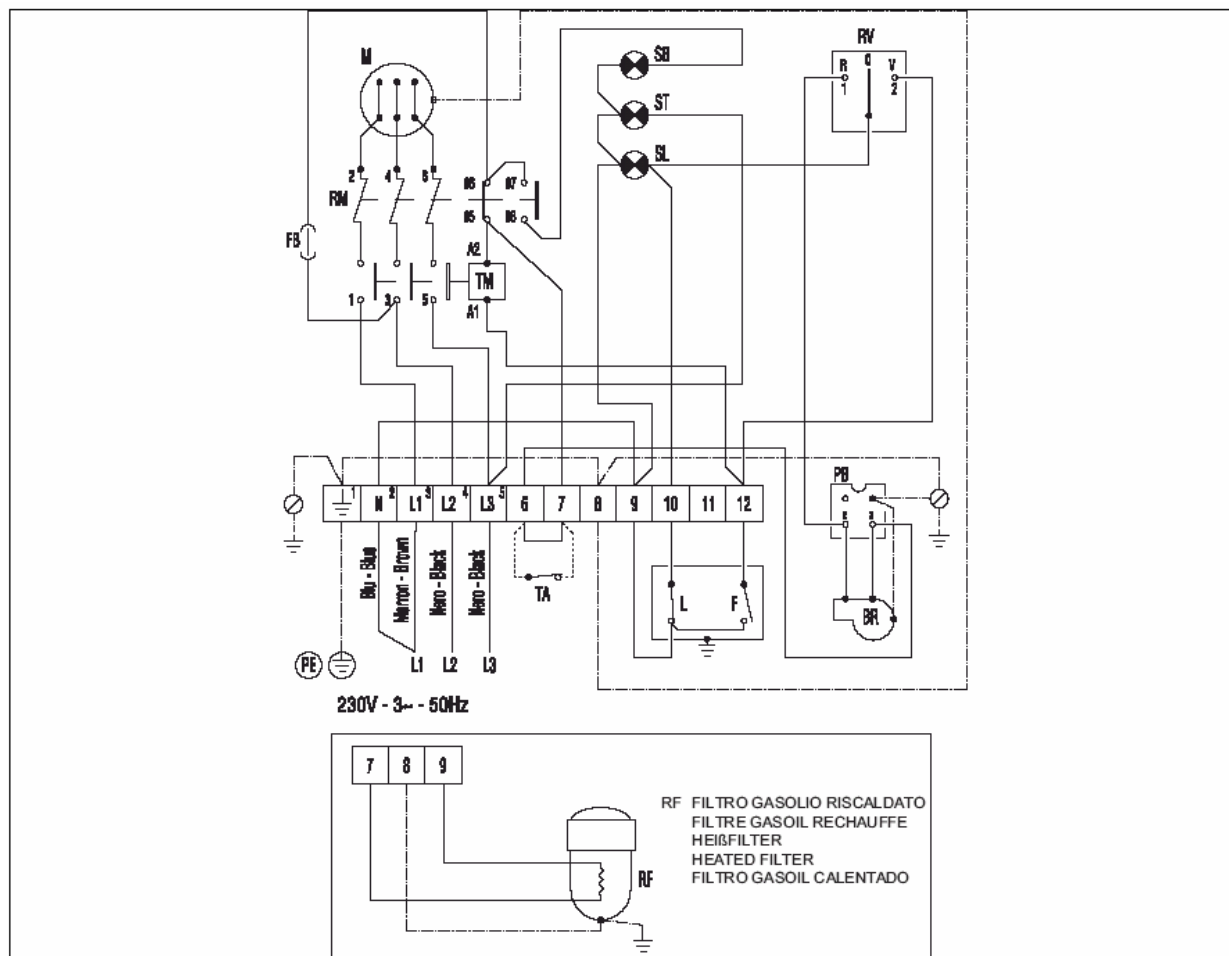 M
SB
RV
R
0
V
1
2
ST
SL
2
4
6
RM
96
97
95
98
FB
A2
TM
1
3
5
A1
PB
1
N
2
L1
3
L2
4
L3
5
6
7
8
9
10
11
12
Blu - Blue
Marron - Brown
Nero - Black
Nero - Black
TA
L
F
BR
PE
L1
L2
L3
230V - 3~ - 50Hz
7
8
9
RF FILTRO GASOLIO RISCALDATO
FILTRE GASOIL RECHAUFFE
HEIßFILTER
HEATED FILTER
FILTRO GASOIL CALENTADO
RF